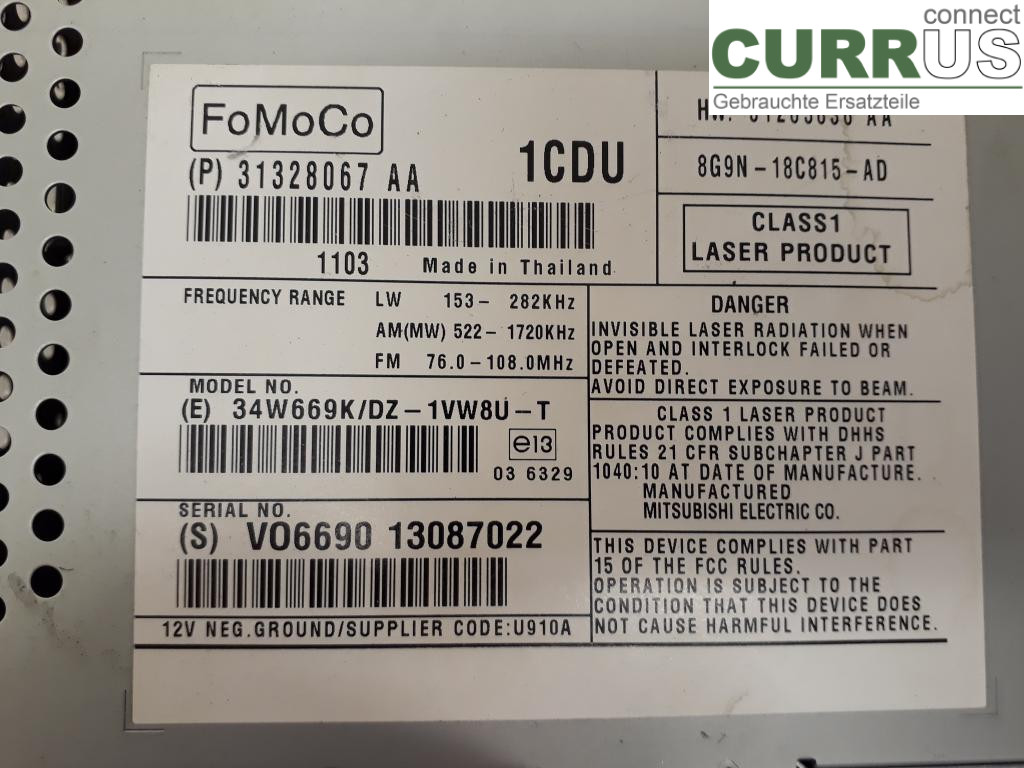 connect
CURRUS
Gebrauchte Ersatzteile
FoMoCo
(P) 31328067 AA
1CDU
1103 Made in Thailand
AA
8G9N-18C815-AD
CLASS1
LASER PRODUCT
FREQUENCY RANGE LW 153- 282KHz
AM(MW) 522- 1720KHz
FM 76.0-108.0MHz
MODEL NO.
(E) 34W669K/DZ-1VW8U-T
e13
03 6329
SERIAL NO.
(S) VO6690 13087022
12V NEG.GROUND/SUPPLIER CODE:U910A
DANGER
INVISIBLE LASER RADIATION WHEN
OPEN AND INTERLOCK FAILED OR
DEFEATED.
AVOID DIRECT EXPOSURE TO BEAM.
CLASS 1 LASER PRODUCT
PRODUCT COMPLIES WITH DHHS
RULES 21 CFR SUBCHAPTER J PART
1040:10 AT DATE OF MANUFACTURE.
MANUFACTURED
MITSUBISHI ELECTRIC CO.
THIS DEVICE COMPLIES WITH PART
15 OF THE FCC RULES.
OPERATION IS SUBJECT TO THE
CONDITION THAT THIS DEVICE DOES
NOT CAUSE HARMFUL INTERFERENCE.